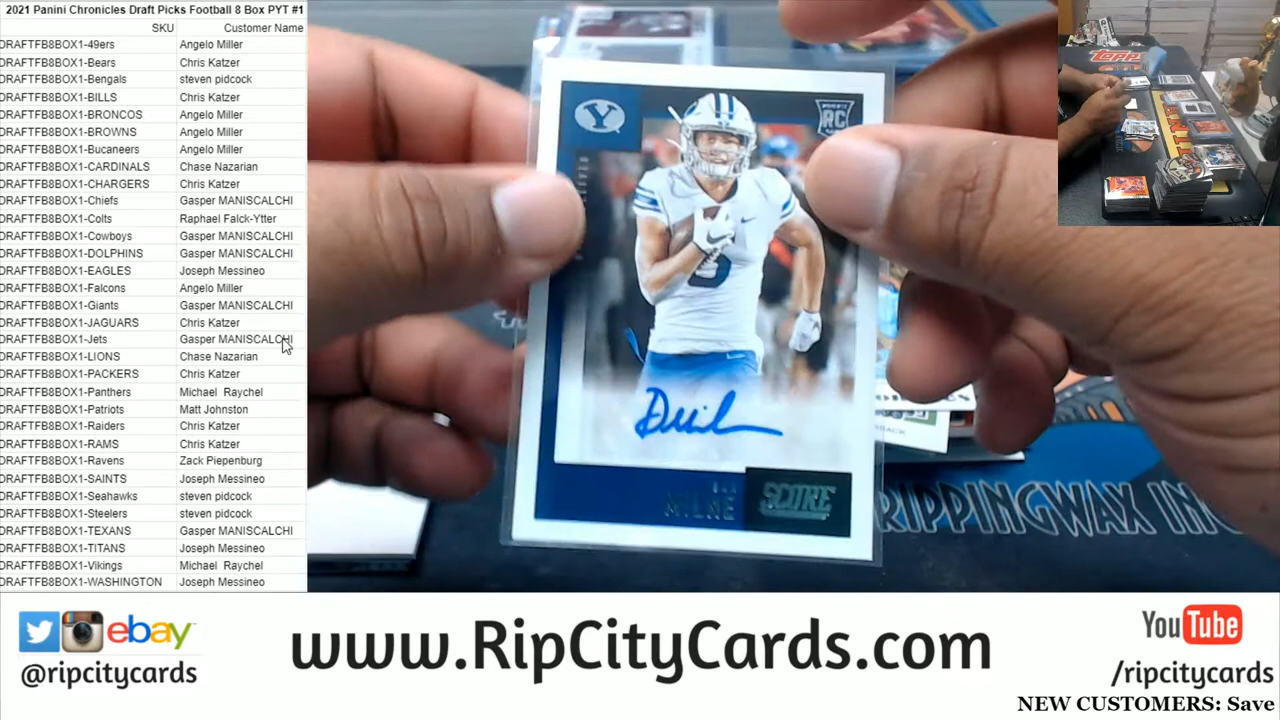 2021 Panini Chronicles Draft Picks Football 8 Box PYT #1
SKU Customer Name
DRAFTFB8BOX1-49ers Angelo Miller
DRAFTFB8BOX1-Bears Chris Katzer
DRAFTFB8BOX1-Bengals steven pidcock
DRAFTFB8BOX1-BILLS Chris Katzer
DRAFTFB8BOX1-BRONCOS Angelo Miller
DRAFTFB8BOX1-BROWNS Angelo Miller
DRAFTFB8BOX1-Bucaneers Angelo Miller
DRAFTFB8BOX1-CARDINALS Chase Nazarian
DRAFTFB8BOX1-CHARGERS Chris Katzer
DRAFTFB8BOX1-Chiefs Gasper MANISCALCHI
DRAFTFB8BOX1-Colts Raphael Falck-Ytter
DRAFTFB8BOX1-Cowboys Gasper MANISCALCHI
DRAFTFB8BOX1-DOLPHINS Gasper MANISCALCHI
DRAFTFB8BOX1-EAGLES Joseph Messineo
DRAFTFB8BOX1-Falcons Angelo Miller
DRAFTFB8BOX1-Giants Gasper MANISCALCHI
DRAFTFB8BOX1-JAGUARS Chris Katzer
DRAFTFB8BOX1-Jets Gasper MANISCALCHI
DRAFTFB8BOX1-LIONS Chase Nazarian
DRAFTFB8BOX1-PACKERS Chris Katzer
DRAFTFB8BOX1-Panthers Michael Raychel
DRAFTFB8BOX1-Patriots Matt Johnston
DRAFTFB8BOX1-Raiders Chris Katzer
DRAFTFB8BOX1-RAMS Chris Katzer
DRAFTFB8BOX1-Ravens Zack Piepenburg
DRAFTFB8BOX1-SAINTS Joseph Messineo
DRAFTFB8BOX1-Seahawks steven pidcock
DRAFTFB8BOX1-Steelers steven pidcock
DRAFTFB8BOX1-TEXANS Gasper MANISCALCHI
DRAFTFB8BOX1-TITANS Joseph Messineo
DRAFTFB8BOX1-Vikings Michael Raychel
DRAFTFB8BOX1-WASHINGTON Joseph Messineo
Y
RC
MILNE
SCORE
RIPPINGWAX IN
Topps
ebay
@ripcitycards
www.RipCityCards.com
YouTube
/ripcitycards
NEW CUSTOMERS: Save